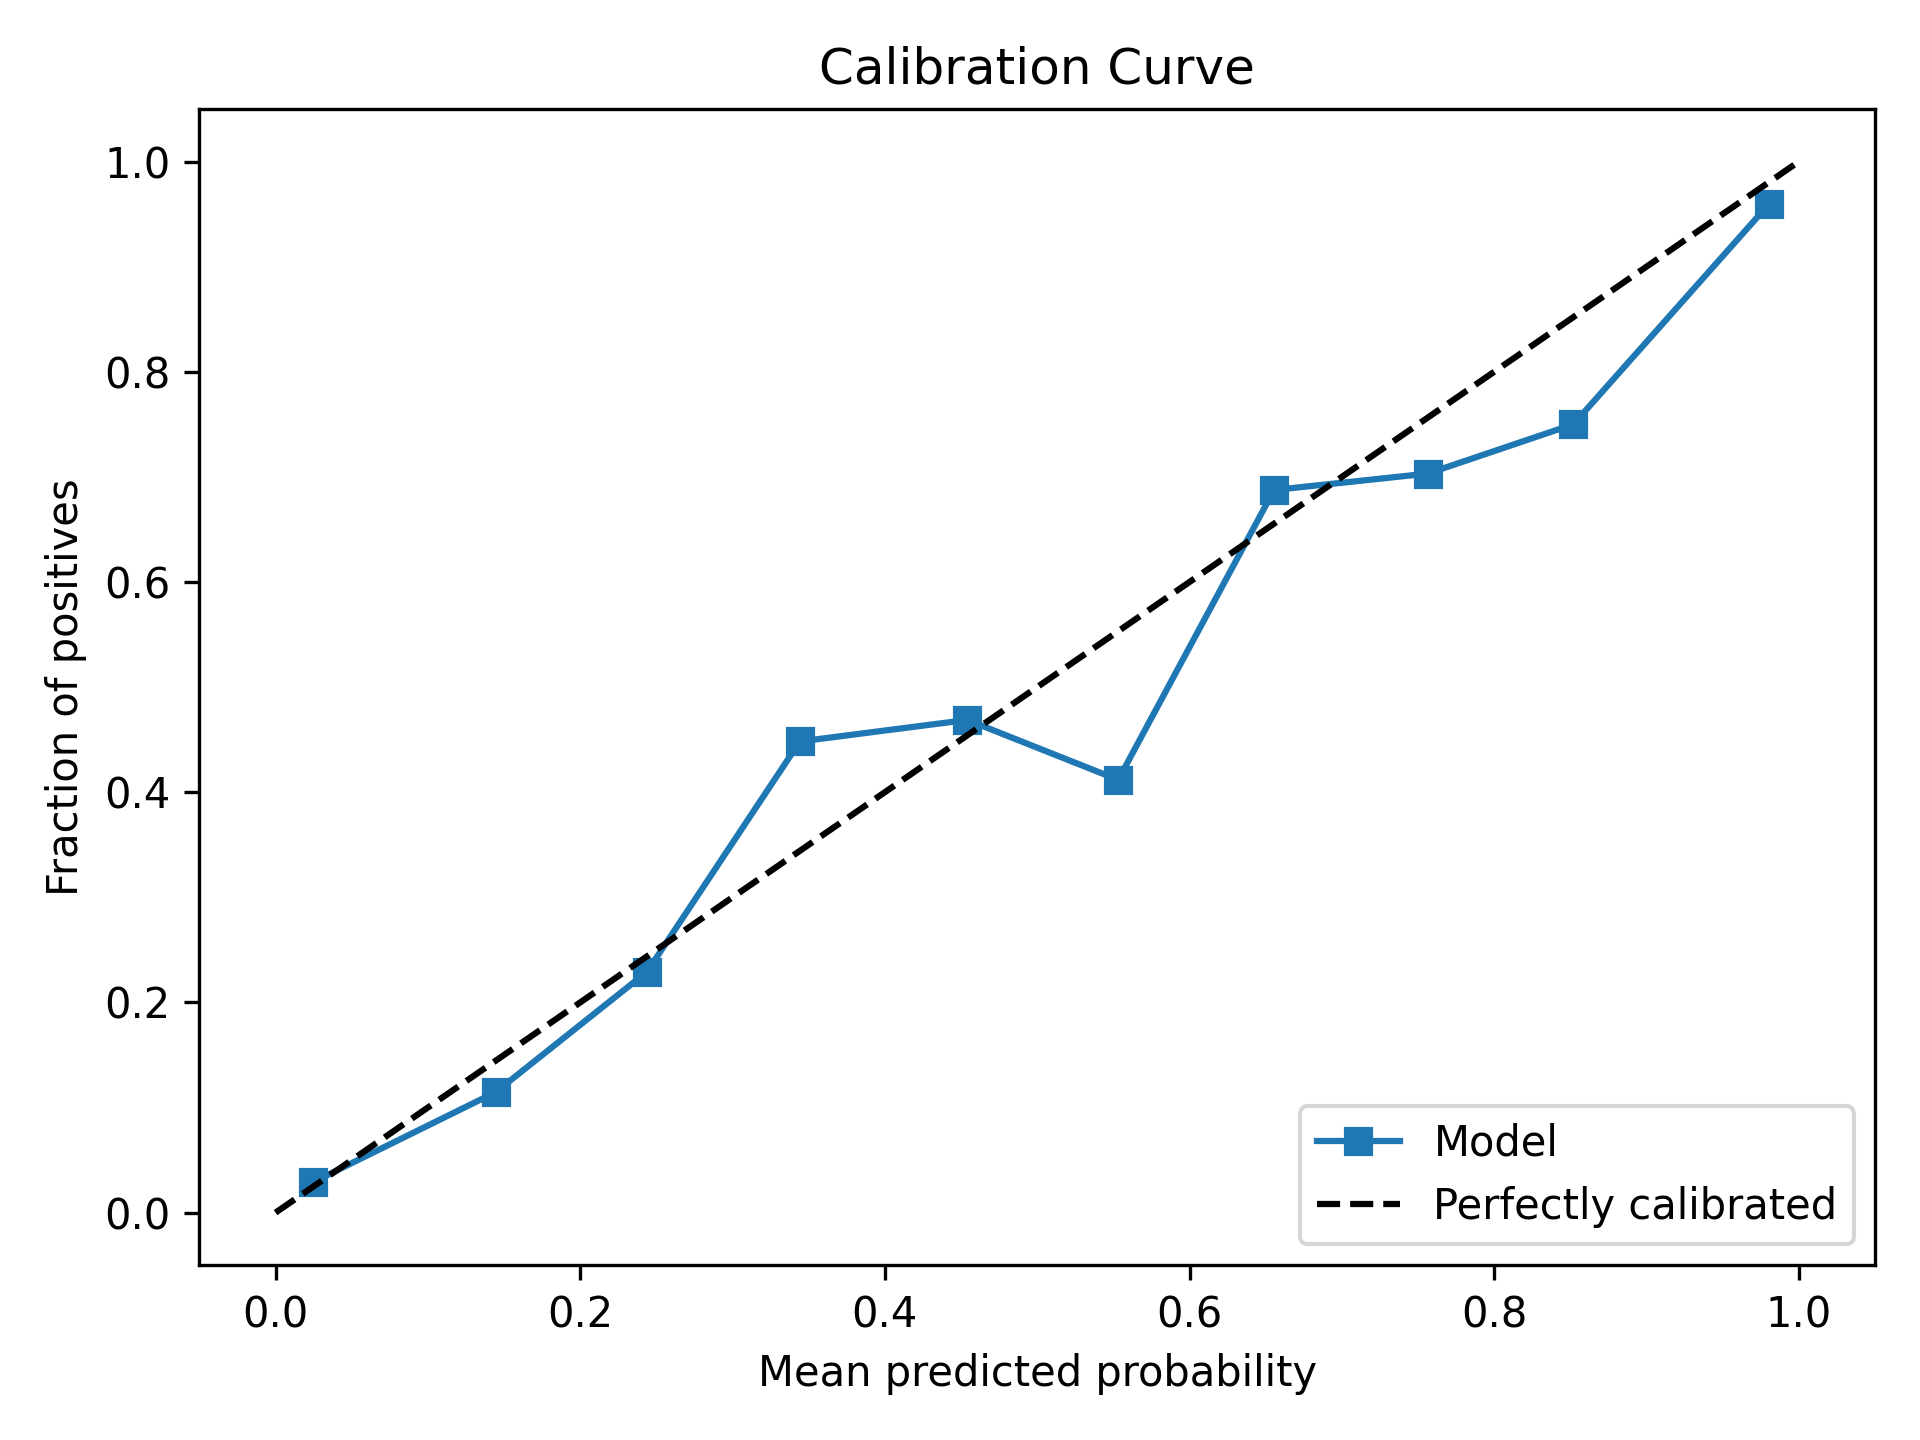 Calibration Curve
1.0
0.8
0.6
0.4
0.2
0.0
Fraction of positives
0.0 0.2 0.4 0.6 0.8 1.0
Mean predicted probability
Model
Perfectly calibrated